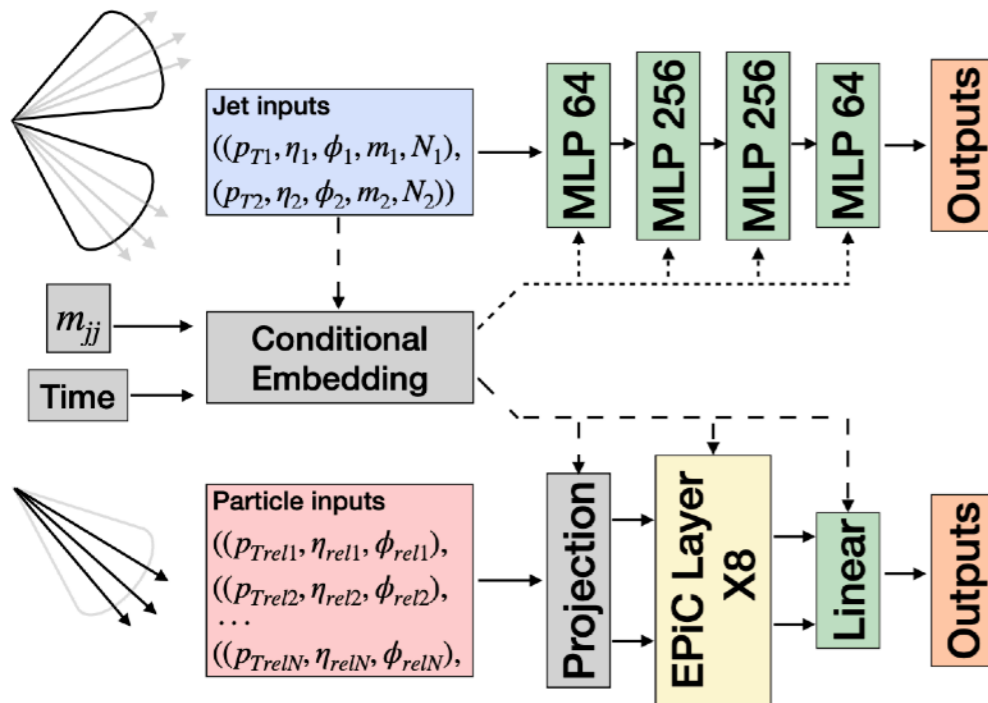 Jet inputs
((p_{T1}, η_1, ϕ_1, m_1, N_1),
(p_{T2}, η_2, ϕ_2, m_2, N_2))
MLP 64
MLP 256
MLP 256
MLP 64
Outputs
m_{jj}
Time
Conditional
Embedding
Particle inputs
((p_{Trel1}, η_{rel1}, ϕ_{rel1}),
((p_{Trel2}, η_{rel2}, ϕ_{rel2}),
...
((p_{TrelN}, η_{relN}, ϕ_{relN}),
Projection
EPiC Layer
X8
Linear
Outputs